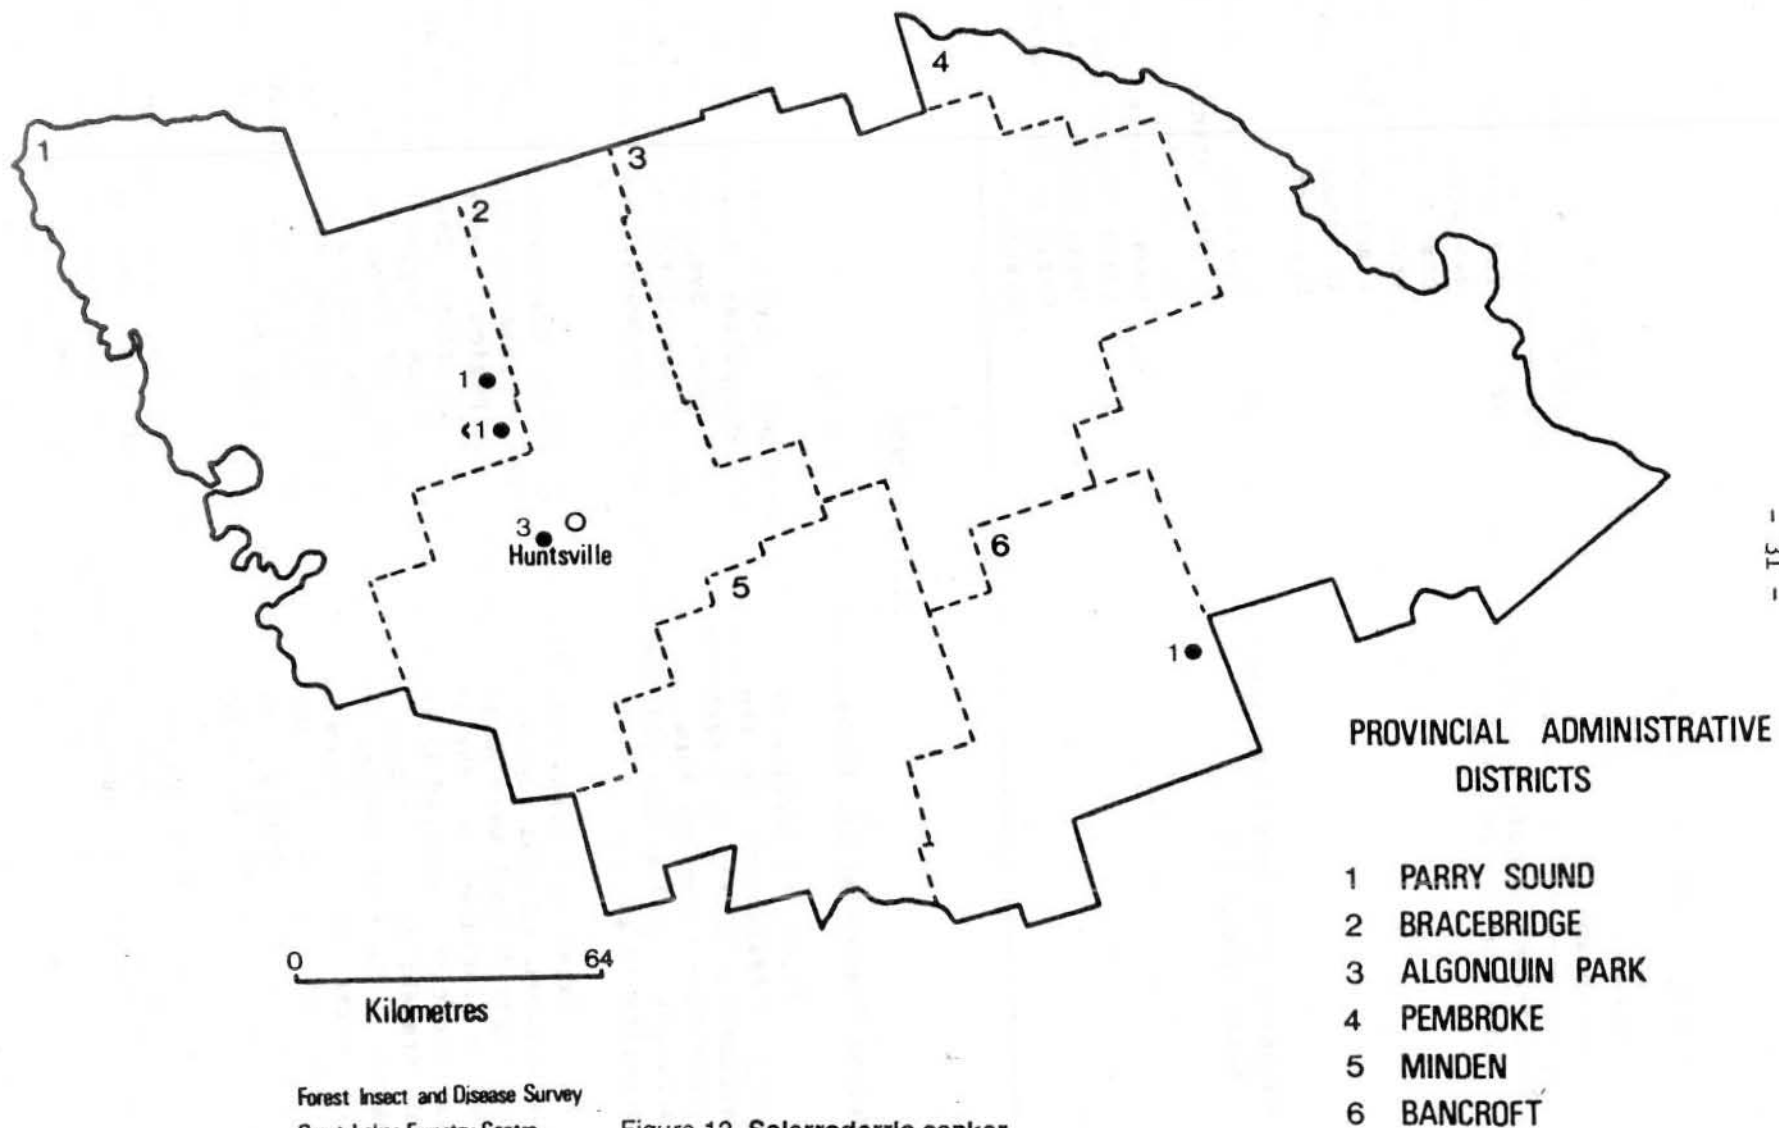 4
1
3
2
1 ●
<1 ●
3 ● O
Huntsville
6
5
1 ●
- 31 -
PROVINCIAL ADMINISTRATIVE
DISTRICTS
1 PARRY SOUND
2 BRACEBRIDGE
3 ALGONQUIN PARK
4 PEMBROKE
5 MINDEN
6 BANCROFT
0 64
Kilometres
Forest Insect and Disease Survey